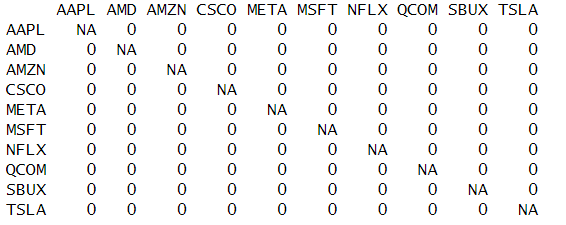 AAPL AMD AMZN CSCO META MSFT NFLX QCOM SBUX TSLA
AAPL NA 0 0 0 0 0 0 0 0 0
AMD 0 NA 0 0 0 0 0 0 0 0
AMZN 0 0 NA 0 0 0 0 0 0 0
CSCO 0 0 0 NA 0 0 0 0 0 0
META 0 0 0 0 NA 0 0 0 0 0
MSFT 0 0 0 0 0 NA 0 0 0 0
NFLX 0 0 0 0 0 0 NA 0 0 0
QCOM 0 0 0 0 0 0 0 NA 0 0
SBUX 0 0 0 0 0 0 0 0 NA 0
TSLA 0 0 0 0 0 0 0 0 0 NA